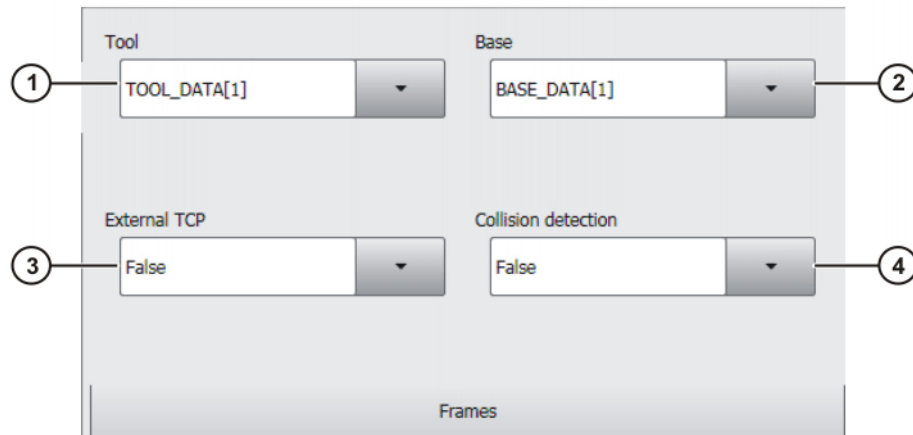 Tool Base
1 TOOL_DATA[1] BASE_DATA[1] 2
External TCP Collision detection
3 False False 4
Frames